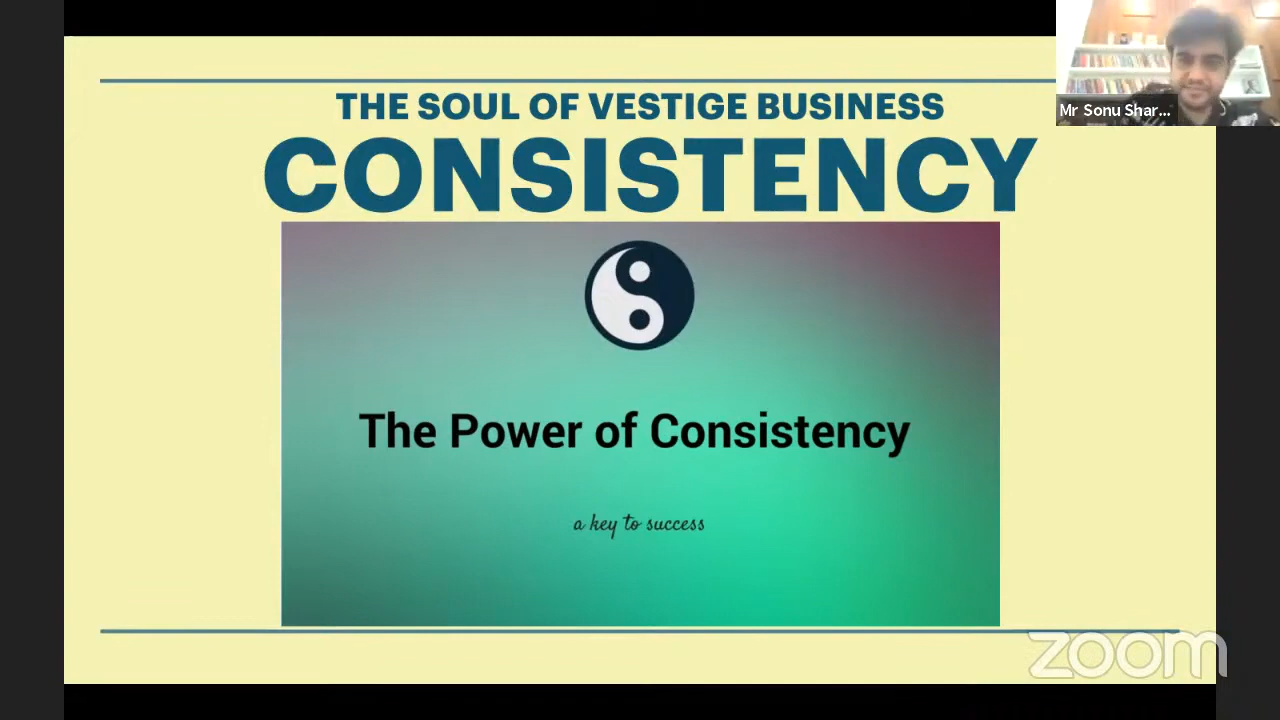 THE SOUL OF VESTIGE BUSINESS
CONSISTENCY
Mr Sonu Shar...
The Power of Consistency
a key to success
zoom